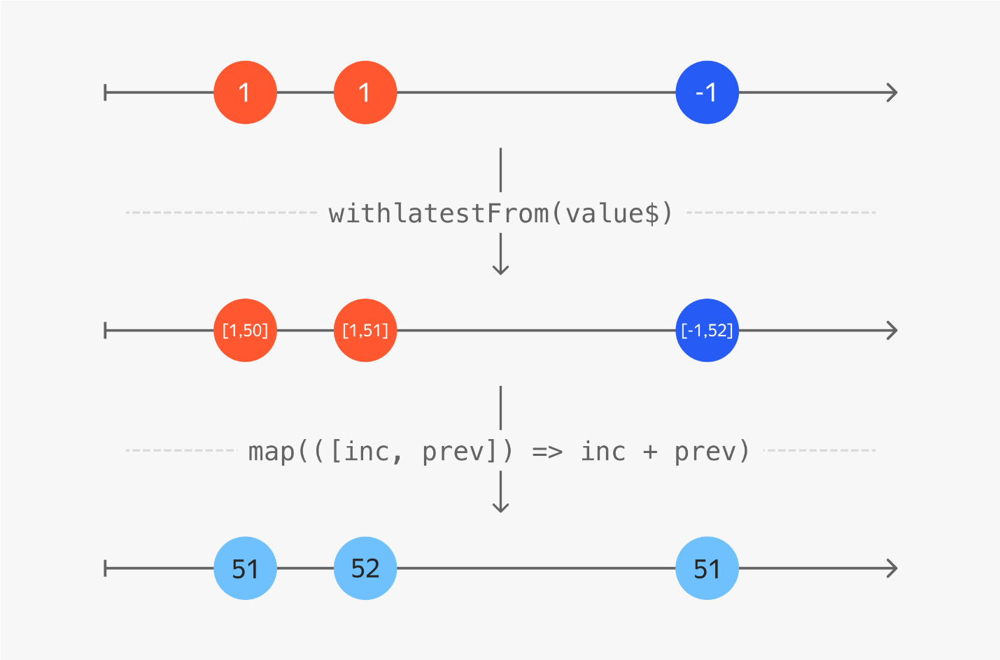 1 1 -1
withlatestFrom(value$)
[1,50] [1,51] [-1,52]
map(([inc, prev]) => inc + prev)
51 52 51